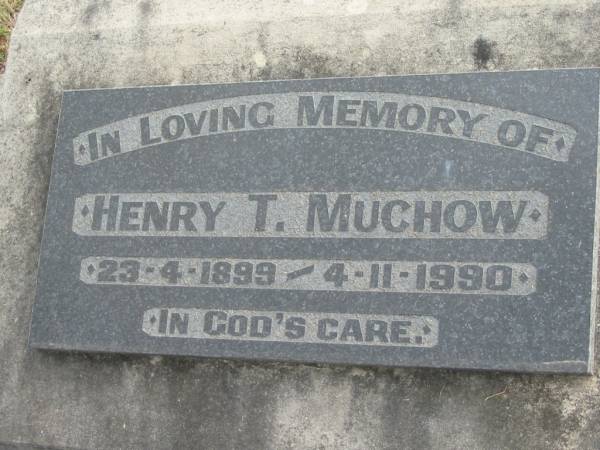 In Loving Memory of
Henry T. Muchow
23-4-1899 – 4-11-1990
In God's care.